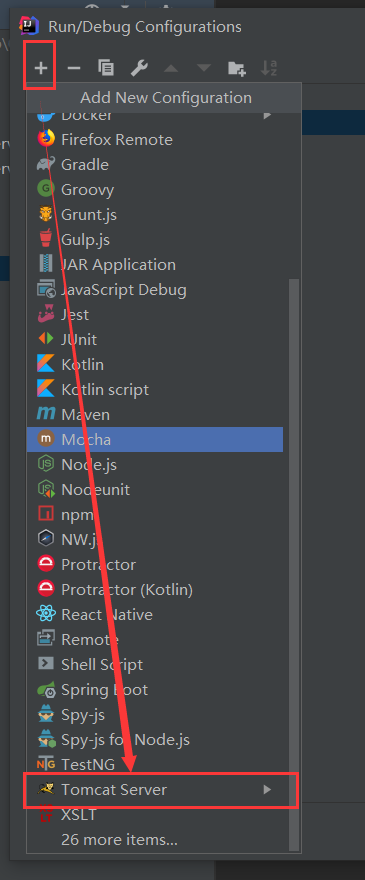 Run/Debug Configurations
Add New Configuration
Docker
Firefox Remote
Gradle
Groovy
Grunt.js
Gulp.js
JAR Application
JavaScript Debug
Jest
JUnit
Kotlin
Kotlin script
Maven
Mocha
Node.js
Nodeunit
npm
NW.js
Protractor
Protractor (Kotlin)
React Native
Remote
Shell Script
Spring Boot
Spy-js
Spy-js for Node.js
TestNG
Tomcat Server
XSLT
26 more items...